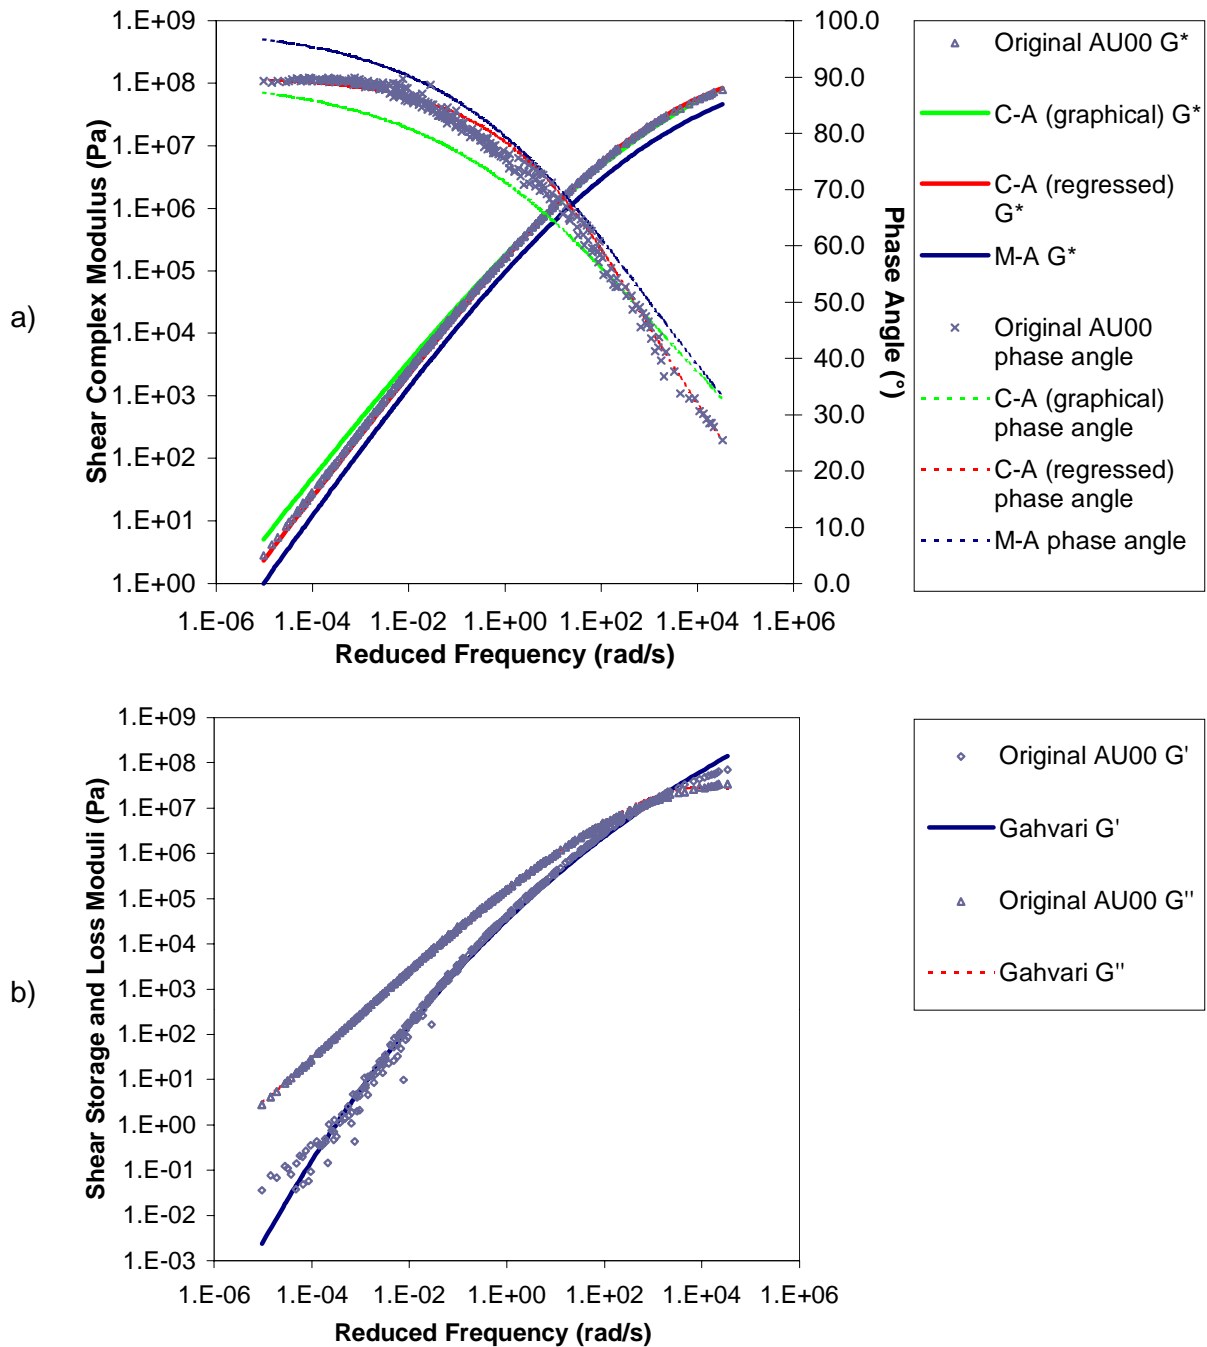 a)
Shear Complex Modulus (Pa)
1.E+09
1.E+08
1.E+07
1.E+06
1.E+05
1.E+04
1.E+03
1.E+02
1.E+01
1.E+00
1.E-06
1.E-04
1.E-02
1.E+00
1.E+02
1.E+04
1.E+06
Reduced Frequency (rad/s)
100.0
90.0
80.0
70.0
60.0
50.0
40.0
30.0
20.0
10.0
0.0
Phase Angle (°)
Original AU00 G*
C-A (graphical) G*
C-A (regressed)
G*
M-A G*
Original AU00
phase angle
C-A (graphical)
phase angle
C-A (regressed)
phase angle
M-A phase angle
b)
Shear Storage and Loss Moduli (Pa)
1.E+09
1.E+08
1.E+07
1.E+06
1.E+05
1.E+04
1.E+03
1.E+02
1.E+01
1.E+00
1.E-01
1.E-02
1.E-03
1.E-06
1.E-04
1.E-02
1.E+00
1.E+02
1.E+04
1.E+06
Reduced Frequency (rad/s)
Original AU00 G'
Gahvari G'
Original AU00 G"
Gahvari G"